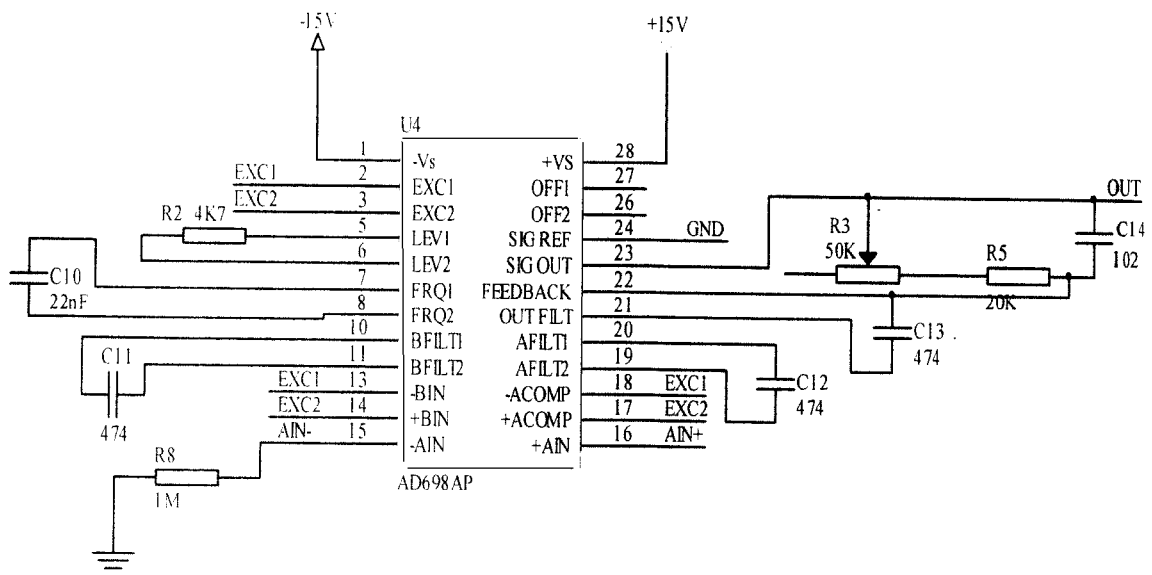 -15V
+15V
U4
1 -Vs +VS 28
EXC1 2 EXC1 OFF1 27
EXC2 3 EXC2 OFF2 26
R2 4K7 5 LEV1 SIG REF 24 GND
6 LEV2 SIG OUT 23
7 FRQ1 FEEDBACK 22
8 FRQ2 OUT FILT 21
10 BFILT1 AFILT1 20
11 BFILT2 AFILT2 19
EXC1 13 -BIN -ACOMP 18 EXC1
EXC2 14 +BIN +ACOMP 17 EXC2
AIN- 15 -AIN +AIN 16 AIN+
AD698AP
C10
22nF
C11
474
R8
1M
OUT
R3
50K
R5
20K
C14
102
C13
474
C12
474